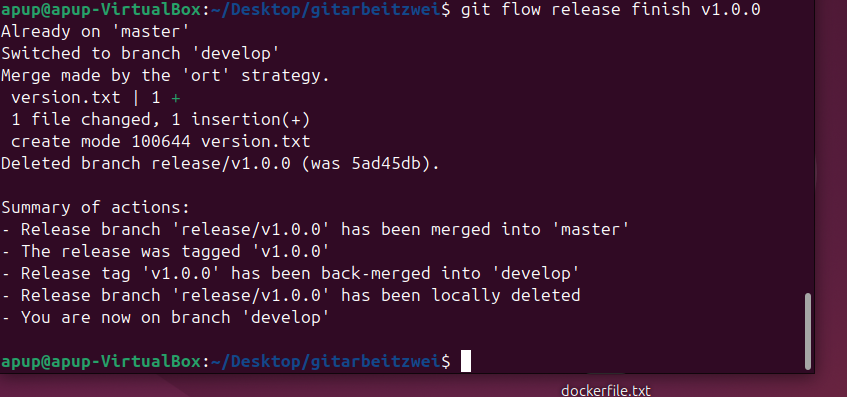 apup@apup-VirtualBox:~/Desktop/gitarbeitzwei$ git flow release finish v1.0.0
Already on 'master'
Switched to branch 'develop'
Merge made by the 'ort' strategy.
 version.txt | 1 +
 1 file changed, 1 insertion(+)
 create mode 100644 version.txt
Deleted branch release/v1.0.0 (was 5ad45db).

Summary of actions:
- Release branch 'release/v1.0.0' has been merged into 'master'
- The release was tagged 'v1.0.0'
- Release tag 'v1.0.0' has been back-merged into 'develop'
- Release branch 'release/v1.0.0' has been locally deleted
- You are now on branch 'develop'

apup@apup-VirtualBox:~/Desktop/gitarbeitzwei$
dockerfile.txt